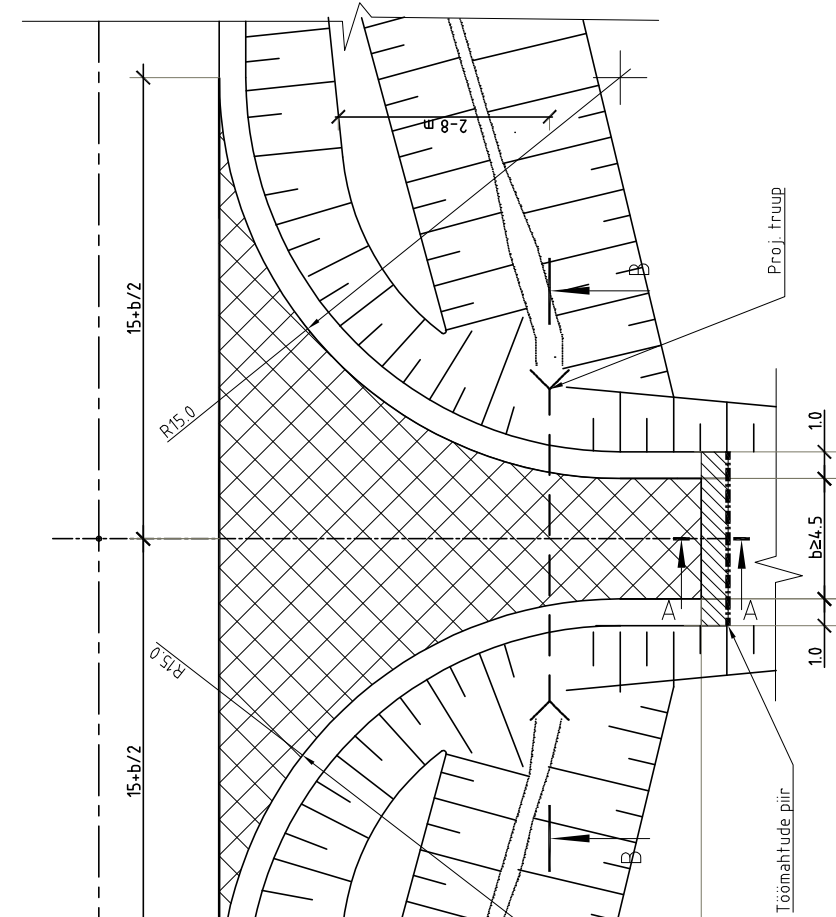 2-8 m
B
Proj. truup
15+b/2
R15.0
1.0
b≥4.5
A
A
1.0
R15.0
15+b/2
B
Töömahtude piir